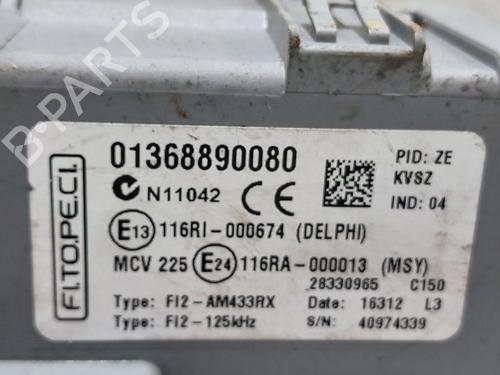 B-PARTS
FI.TO.PE.CI.
01368890080
PID: ZE
KVSZ
N11042 CE
IND: 04
E13 116RI-000674 (DELPHI)
MCV 225 E24 116RA-000013 (MSY)
28330965 C150
Type: FI2-AM433RX Date: 16312 L3
Type: FI2-125kHz S/N: 40974339